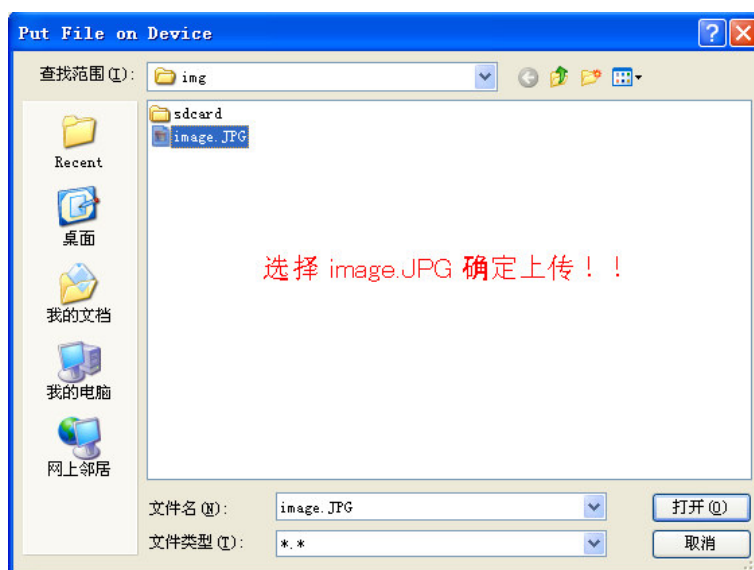 Put File on Device
查找范围(I):
img
sdcard
image.JPG
Recent
桌面
我的文档
我的电脑
网上邻居
选择 image.JPG 确定上传！！
文件名(N):
image.JPG
打开(O)
文件类型(T):
*.*
取消